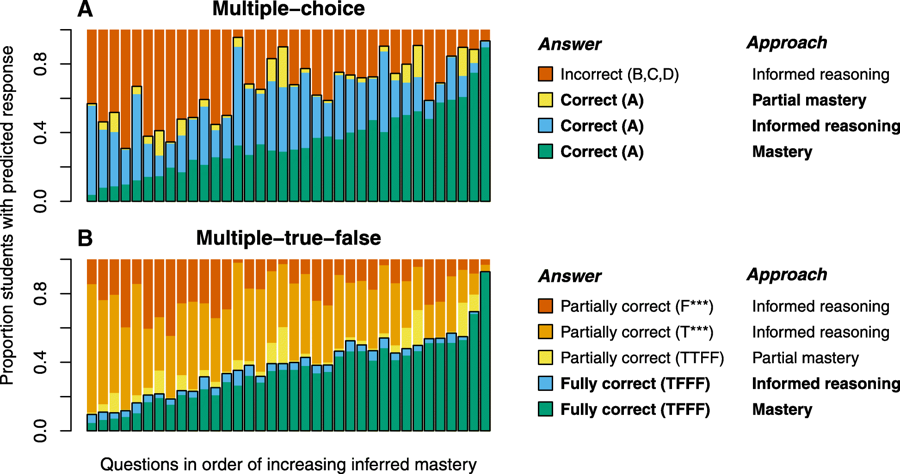 Proportion students with predicted response
A
Multiple−choice
0.8
0.4
0.0
Answer Approach
Incorrect (B,C,D) Informed reasoning
Correct (A) Partial mastery
Correct (A) Informed reasoning
Correct (A) Mastery
B
Multiple−true−false
0.8
0.4
0.0
Answer Approach
Partially correct (F***) Informed reasoning
Partially correct (T***) Informed reasoning
Partially correct (TTFF) Partial mastery
Fully correct (TFFF) Informed reasoning
Fully correct (TFFF) Mastery
Questions in order of increasing inferred mastery